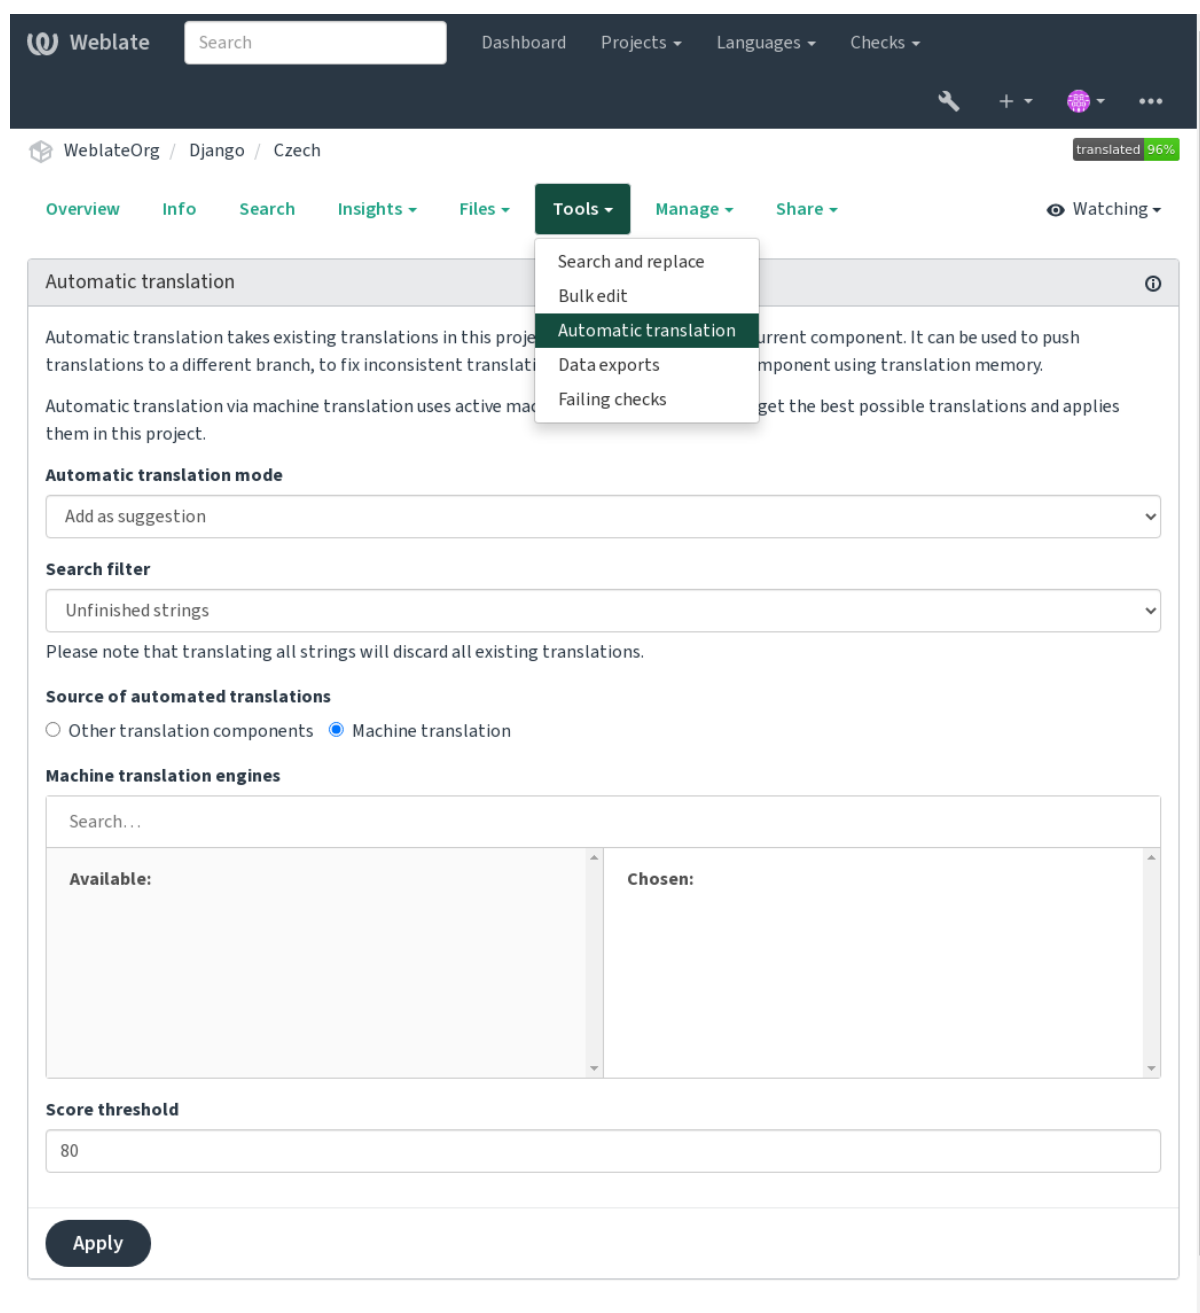 Weblate
Search
Dashboard
Projects
Languages
Checks
WeblateOrg / Django / Czech
translated 96%
Overview
Info
Search
Insights
Files
Tools
Manage
Share
Watching
Search and replace
Bulk edit
Automatic translation
Data exports
Failing checks
Automatic translation
Automatic translation takes existing translations in this proje urrent component. It can be used to push
translations to a different branch, to fix inconsistent translati mponent using translation memory.
Automatic translation via machine translation uses active mac get the best possible translations and applies
them in this project.
Automatic translation mode
Add as suggestion
Search filter
Unfinished strings
Please note that translating all strings will discard all existing translations.
Source of automated translations
Other translation components
Machine translation
Machine translation engines
Search...
Available:
Chosen:
Score threshold
80
Apply